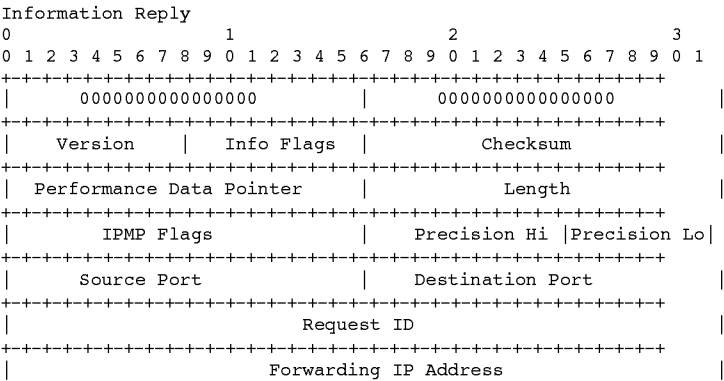 Information Reply
0                   1                   2                   3
0 1 2 3 4 5 6 7 8 9 0 1 2 3 4 5 6 7 8 9 0 1 2 3 4 5 6 7 8 9 0 1
+-+-+-+-+-+-+-+-+-+-+-+-+-+-+-+-+-+-+-+-+-+-+-+-+-+-+-+-+-+
|      0000000000000000         |      0000000000000000         |
+-+-+-+-+-+-+-+-+-+-+-+-+-+-+-+-+-+-+-+-+-+-+-+-+-+-+-+-+-+
|    Version    |   Info Flags  |          Checksum             |
+-+-+-+-+-+-+-+-+-+-+-+-+-+-+-+-+-+-+-+-+-+-+-+-+-+-+-+-+-+
|  Performance Data Pointer     |            Length             |
+-+-+-+-+-+-+-+-+-+-+-+-+-+-+-+-+-+-+-+-+-+-+-+-+-+-+-+-+-+
|        IPMP Flags             |    Precision Hi |Precision Lo|
+-+-+-+-+-+-+-+-+-+-+-+-+-+-+-+-+-+-+-+-+-+-+-+-+-+-+-+-+-+
|      Source Port              |    Destination Port           |
+-+-+-+-+-+-+-+-+-+-+-+-+-+-+-+-+-+-+-+-+-+-+-+-+-+-+-+-+-+
|                          Request ID                           |
+-+-+-+-+-+-+-+-+-+-+-+-+-+-+-+-+-+-+-+-+-+-+-+-+-+-+-+-+-+
|                       Forwarding IP Address                   |